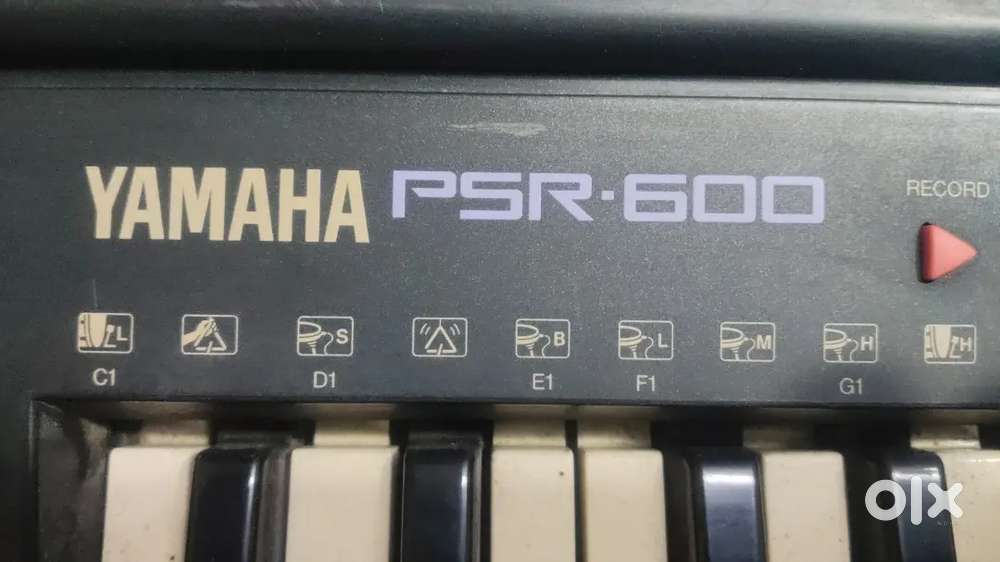 YAMAHA PSR·600
RECORD
L S B L M H H
C1 D1 E1 F1 G1
olx